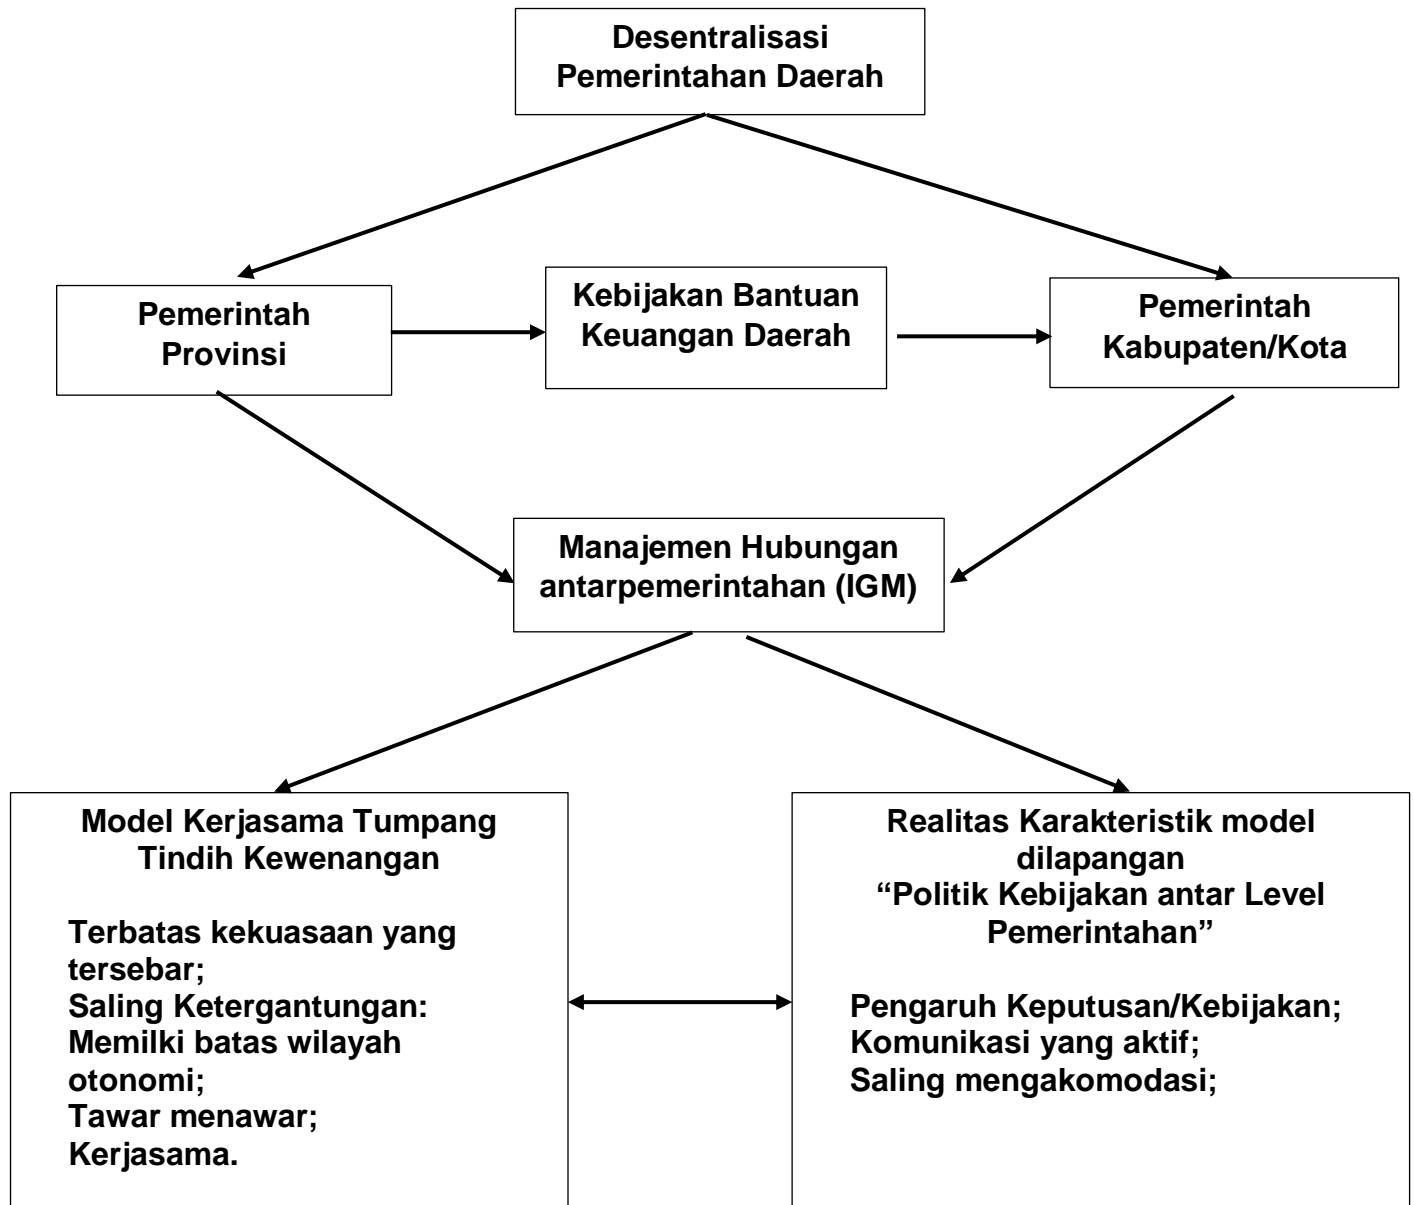 Desentralisasi
Pemerintahan Daerah
Pemerintah
Provinsi
Kebijakan Bantuan
Keuangan Daerah
Pemerintah
Kabupaten/Kota
Manajemen Hubungan
antarpemerintahan (IGM)
Model Kerjasama Tumpang
Tindih Kewenangan
Terbatas kekuasaan yang
tersebar;
Saling Ketergantungan:
Memilki batas wilayah
otonomi;
Tawar menawar;
Kerjasama.
Realitas Karakteristik model
dilapangan
“Politik Kebijakan antar Level
Pemerintahan”
Pengaruh Keputusan/Kebijakan;
Komunikasi yang aktif;
Saling mengakomodasi;